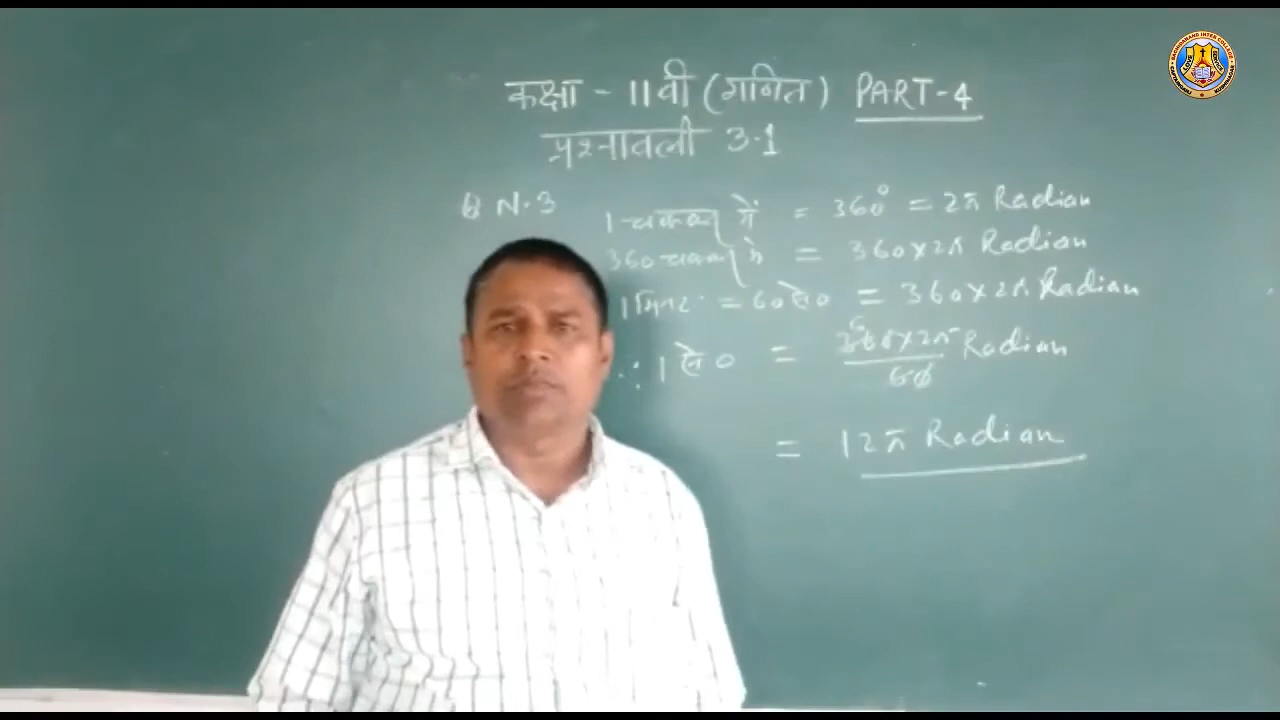 कक्षा - 11वी (गणित) PART-4
प्रश्नावली 3.1
Q N.3
1 चक्कर में = 360° = 2π Radian
360 चक्कर में = 360×2π Radian
1 मिनट = 60 से० = 360×2π Radian
∴ 1 से० = 360×2π/60 Radian
= 12π Radian